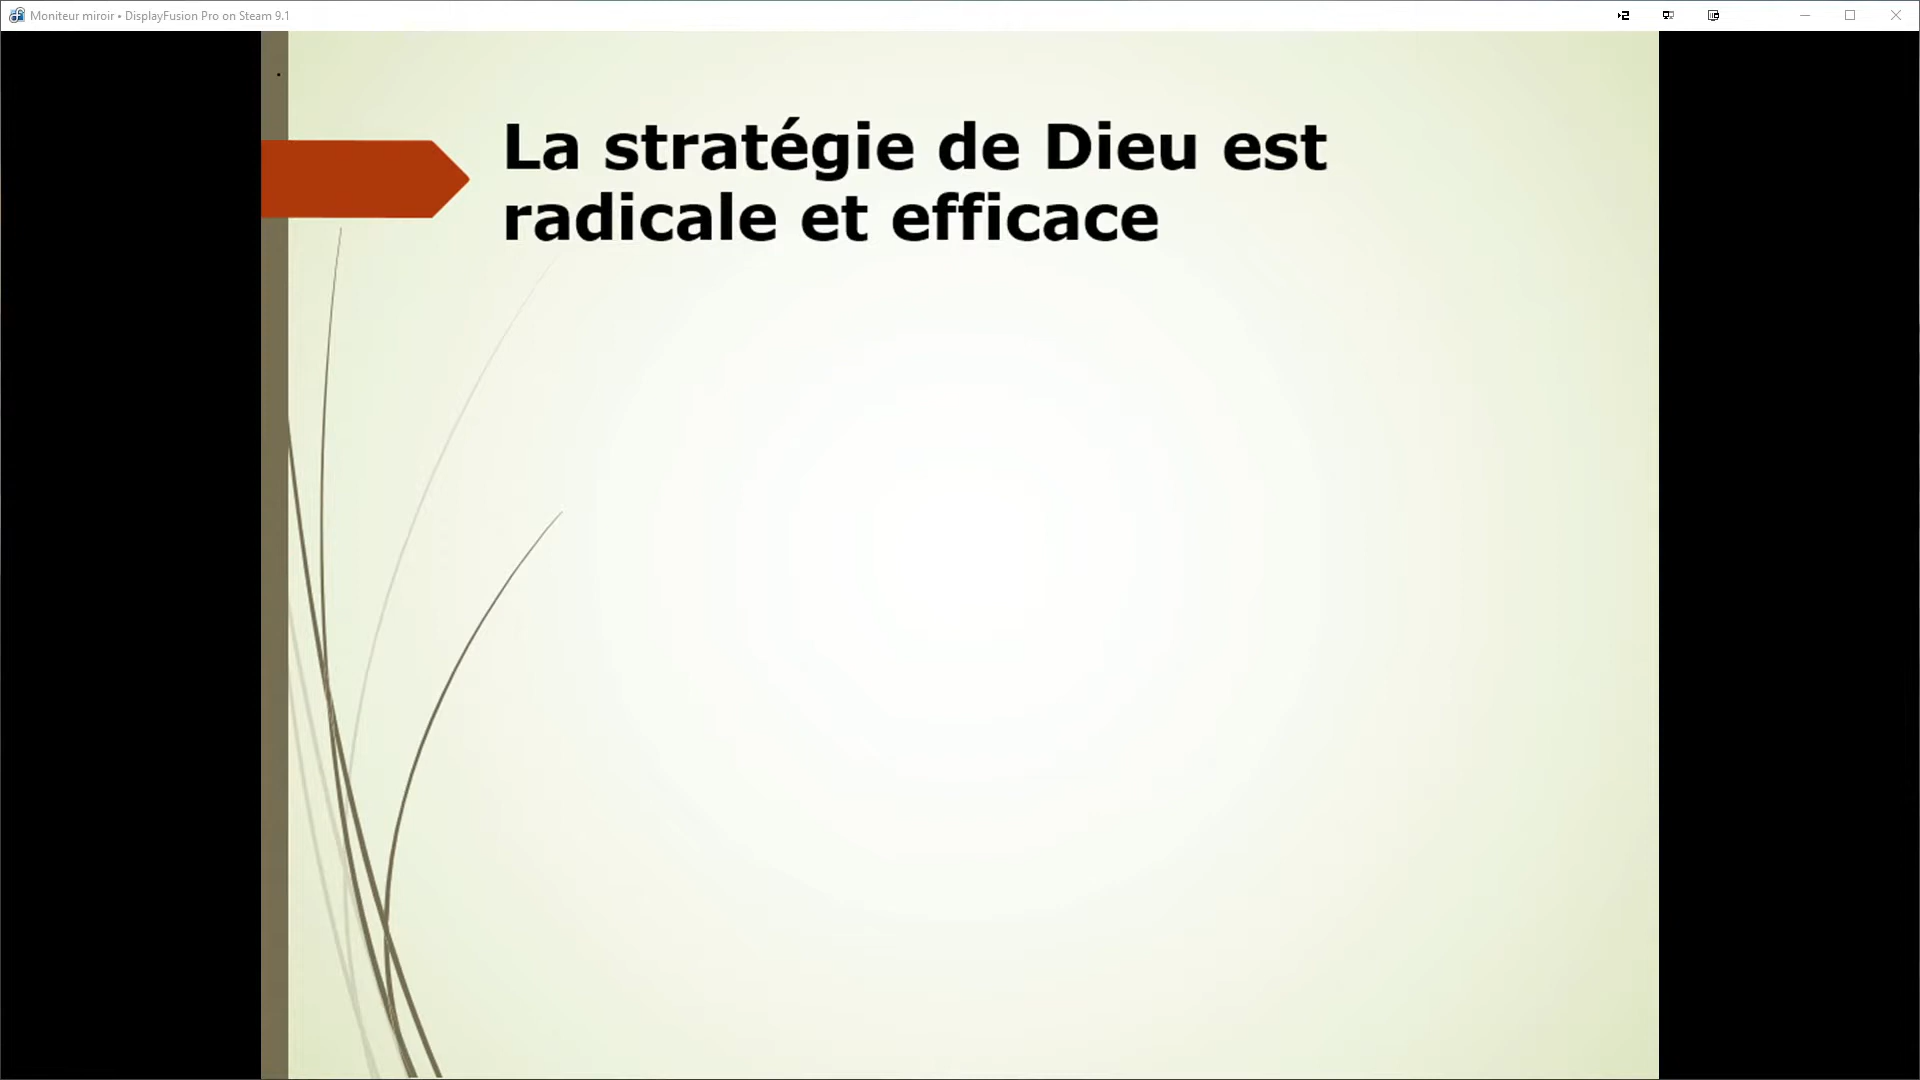 Moniteur miroir • DisplayFusion Pro on Steam 9.1
La stratégie de Dieu est
radicale et efficace